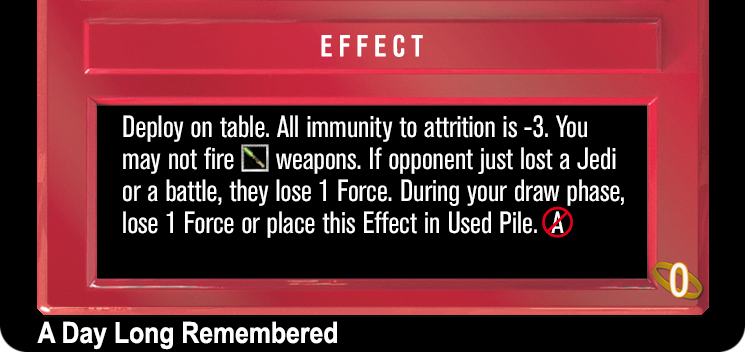 EFFECT
Deploy on table. All immunity to attrition is -3. You
may not fire weapons. If opponent just lost a Jedi
or a battle, they lose 1 Force. During your draw phase,
lose 1 Force or place this Effect in Used Pile. A
0
A Day Long Remembered